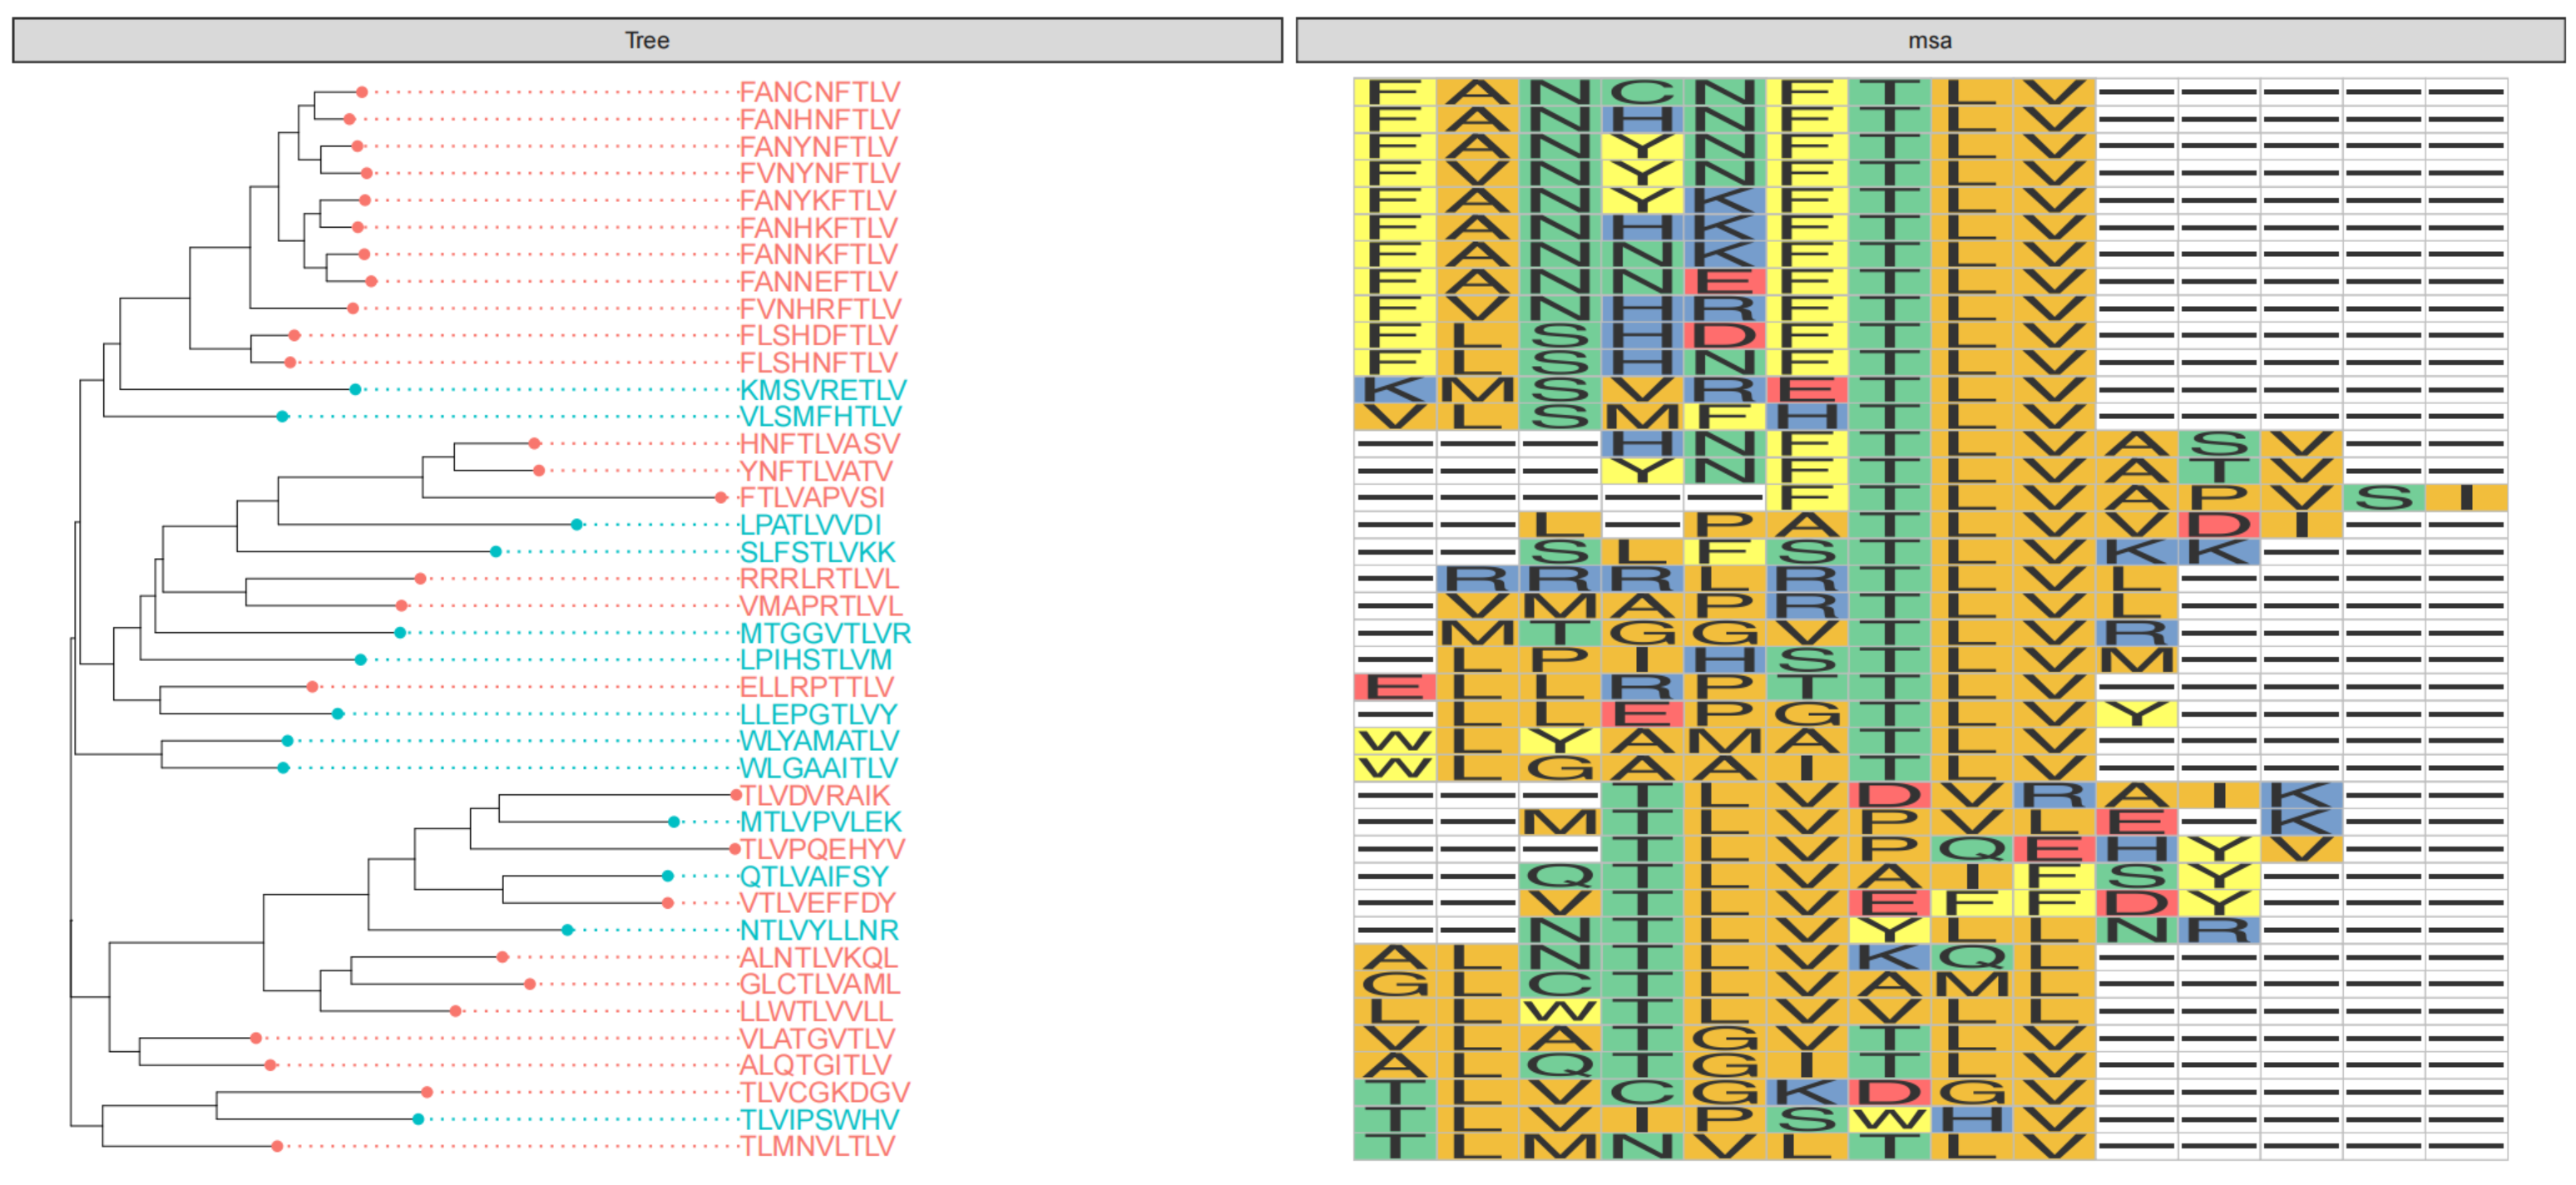 Tree msa
FANCNFTLV F A N C N F T L V — — — — —
FANHNFTLV F A N H N F T L V — — — — —
FANYNFTLV F A N Y N F T L V — — — — —
FVNYNFTLV F V N Y N F T L V — — — — —
FANYKFTLV F A N Y K F T L V — — — — —
FANHKFTLV F A N H K F T L V — — — — —
FANNKFTLV F A N N K F T L V — — — — —
FANNEFTLV F A N N E F T L V — — — — —
FVNHRFTLV F V N H R F T L V — — — — —
FLSHDFTLV F L S H D F T L V — — — — —
FLSHNFTLV F L S H N F T L V — — — — —
KMSVRETLV K M S V R E T L V — — — — —
VLSMFHTLV V L S M F H T L V — — — — —
HNFTLVASV — — — H N F T L V A S V — —
YNFTLVATV — — — Y N F T L V A T V — —
FTLVAPVSI — — — — — F T L V A P V S I
LPATLVVDI — — L — P A T L V V D I — —
SLFSTLVKK — — S L F S T L V K K — — —
RRRLRTLVL — R R R L R T L V L — — — —
VMAPRTLVL — V M A P R T L V L — — — —
MTGGVTLVR — M T G G V T L V R — — — —
LPIHSTLVM — L P I H S T L V M — — — —
ELLRPTTLV E L L R P T T L V — — — — —
LLEPGTLVY — L L E P G T L V Y — — — —
WLYAMATLV W L Y A M A T L V — — — — —
WLGAAITLV W L G A A I T L V — — — — —
TLVDVRAIK — — — T L V D V R A I K — —
MTLVPVLEK — — M T L V P V L E — K — —
TLVPQEHYV — — — T L V P Q E H Y V — —
QTLVAIFSY — — Q T L V A I F S Y — — —
VTLVEFFDY — — V T L V E F F D Y — — —
NTLVYLLNR — — N T L V Y L L N R — — —
ALNTLVKQL A L N T L V K Q L — — — — —
GLCTLVAML G L C T L V A M L — — — — —
LLWTLVVLL L L W T L V V L L — — — — —
VLATGVTLV V L A T G V T L V — — — — —
ALQTGITLV A L Q T G I T L V — — — — —
TLVCGKDGV T L V C G K D G V — — — — —
TLVIPSWHV T L V I P S W H V — — — — —
TLMNVLTLV T L M N V L T L V — — — — —